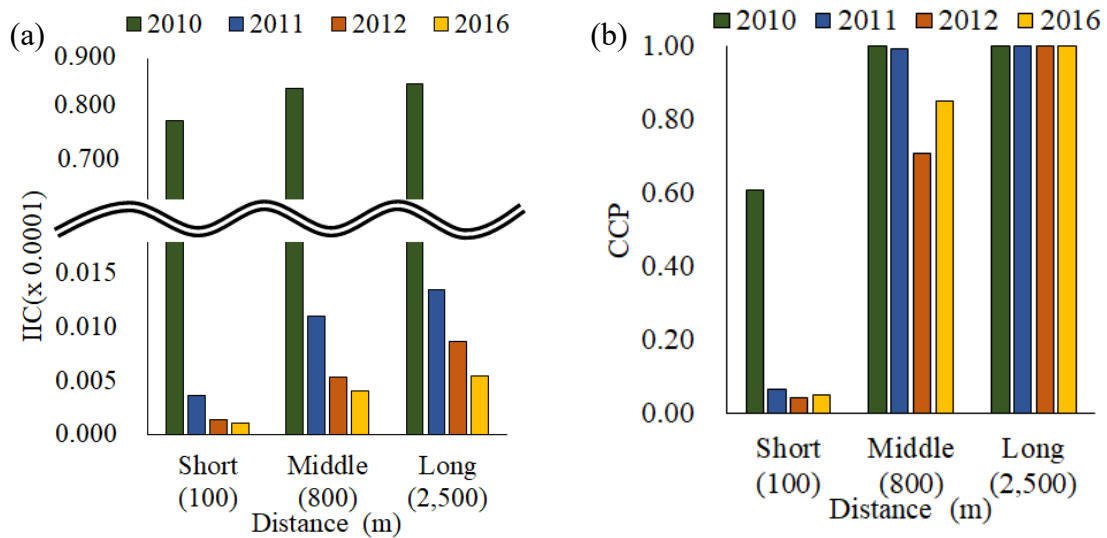 (a)
2010 2011 2012 2016
0.900
0.800
0.700
0.015
0.010
0.005
0.000
IIC(x 0.0001)
Short Middle Long
(100) (800) (2,500)
Distance (m)
(b)
2010 2011 2012 2016
1.00
0.80
0.60
0.40
0.20
0.00
CCP
Short Middle Long
(100) (800) (2,500)
Distance (m)